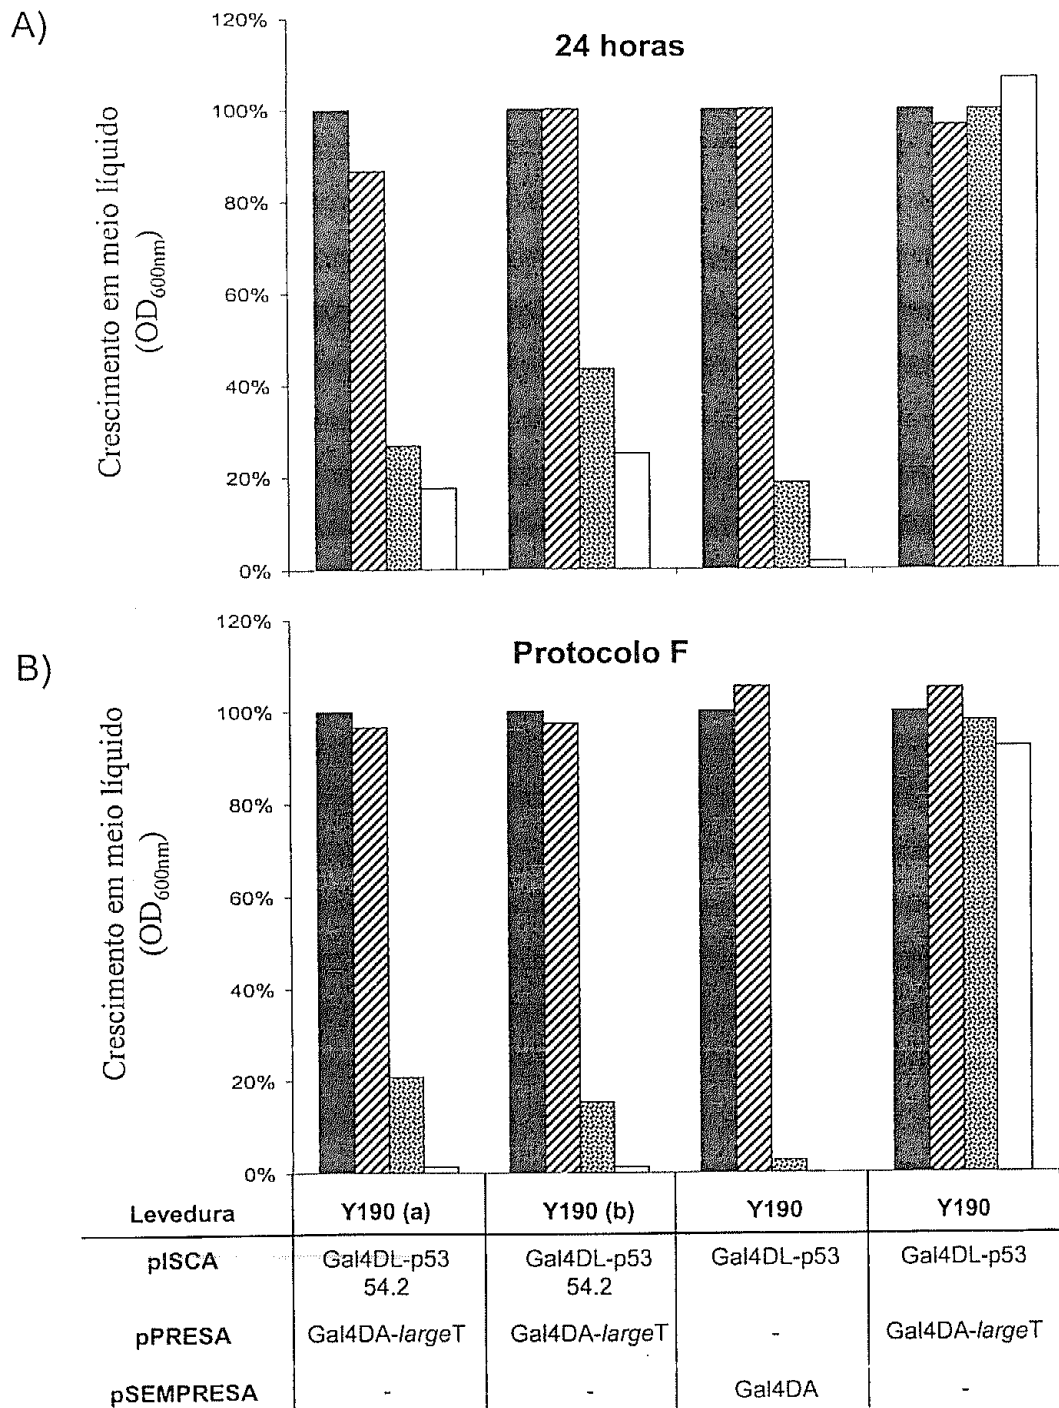 A)
24 horas
Crescimento em meio líquido
(OD600nm)
120%
100%
80%
60%
40%
20%
0%
B)
Protocolo F
Crescimento em meio líquido
(OD600nm)
120%
100%
80%
60%
40%
20%
0%
Levedura Y190 (a) Y190 (b) Y190 Y190
pISCA Gal4DL-p53 Gal4DL-p53 Gal4DL-p53 Gal4DL-p53
54.2 54.2
pPRESA Gal4DA-largeT Gal4DA-largeT - Gal4DA-largeT
pSEMPRESA - - Gal4DA -